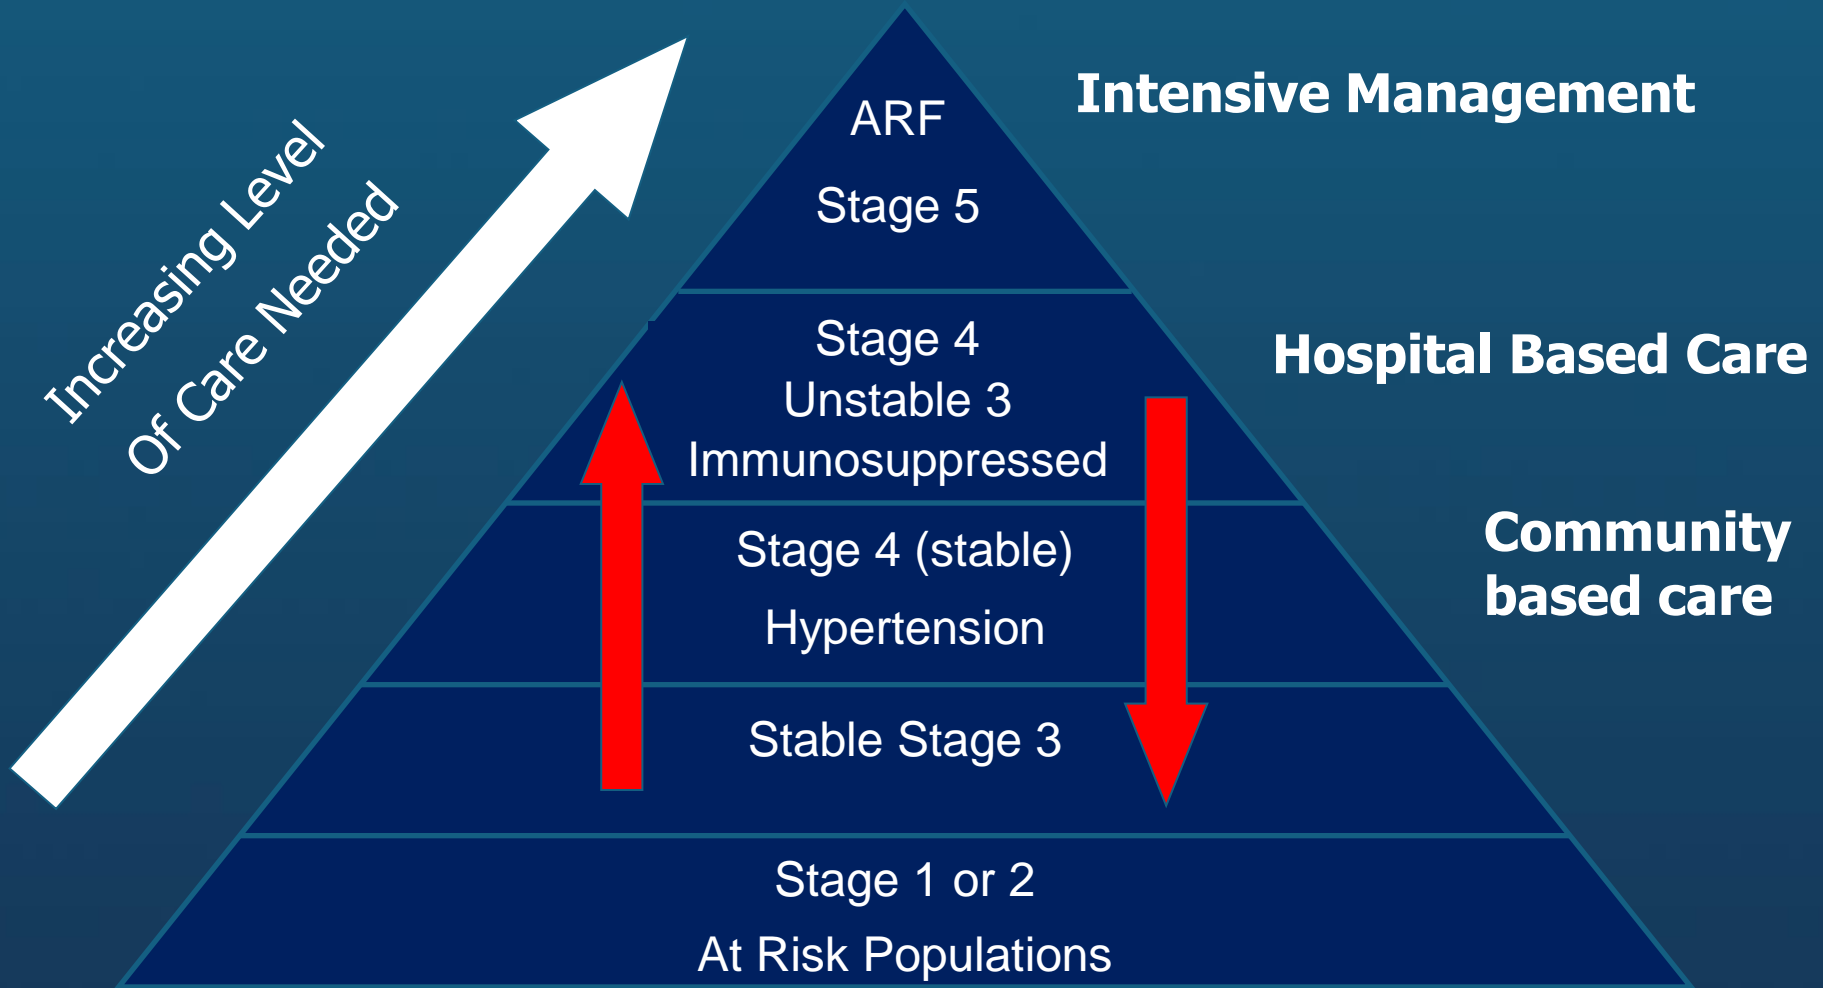 Increasing Level
Of Care Needed
ARF
Stage 5
Intensive Management
Stage 4
Unstable 3
Immunosuppressed
Hospital Based Care
Stage 4 (stable)
Hypertension
Community
based care
Stable Stage 3
Stage 1 or 2
At Risk Populations